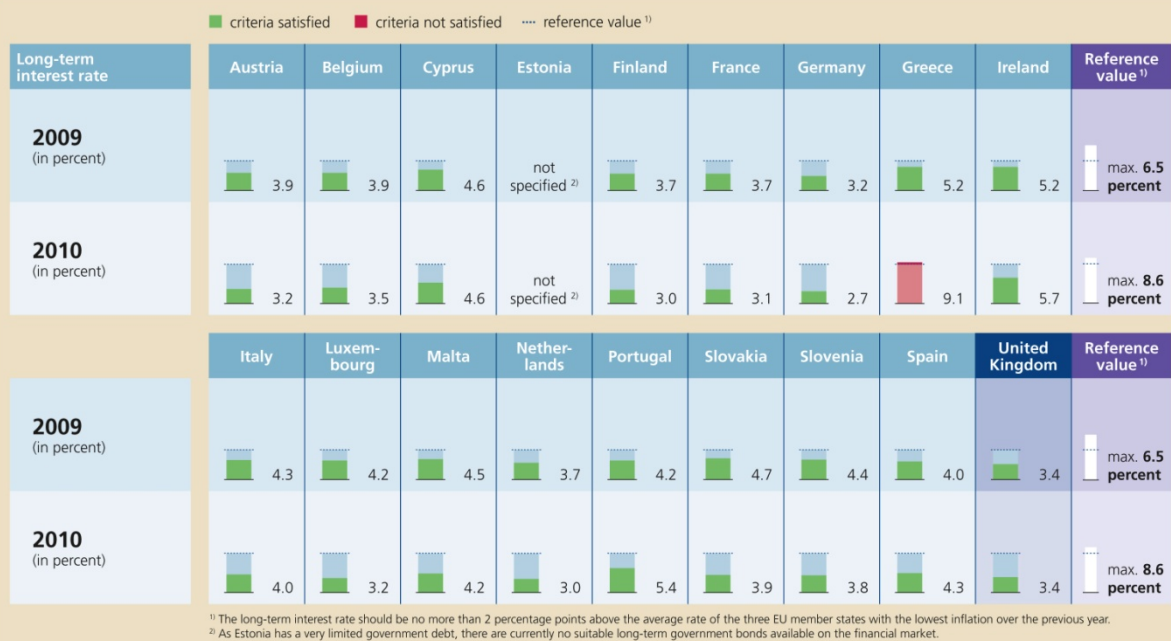 criteria satisfied criteria not satisfied reference value 1)
Long-term
interest rate
Austria Belgium Cyprus Estonia Finland France Germany Greece Ireland
Reference
value 1)
2009
(in percent)
3.9 3.9 4.6 not specified 2) 3.7 3.7 3.2 5.2 5.2 max. 6.5 percent
2010
(in percent)
3.2 3.5 4.6 not specified 2) 3.0 3.1 2.7 9.1 5.7 max. 8.6 percent
Italy Luxem-bourg Malta Nether-lands Portugal Slovakia Slovenia Spain United Kingdom Reference value 1)
2009
(in percent)
4.3 4.2 4.5 3.7 4.2 4.7 4.4 4.0 3.4 max. 6.5 percent
2010
(in percent)
4.0 3.2 4.2 3.0 5.4 3.9 3.8 4.3 3.4 max. 8.6 percent
1) The long-term interest rate should be no more than 2 percentage points above the average rate of the three EU member states with the lowest inflation over the previous year.
2) As Estonia has a very limited government debt, there are currently no suitable long-term government bonds available on the financial market.